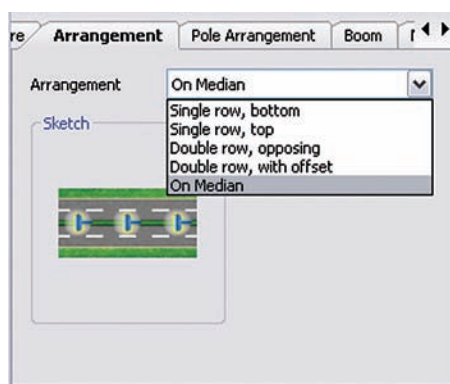 re Arrangement Pole Arrangement Boom
Arrangement On Median
Sketch
Single row, bottom
Single row, top
Double row, opposing
Double row, with offset
On Median